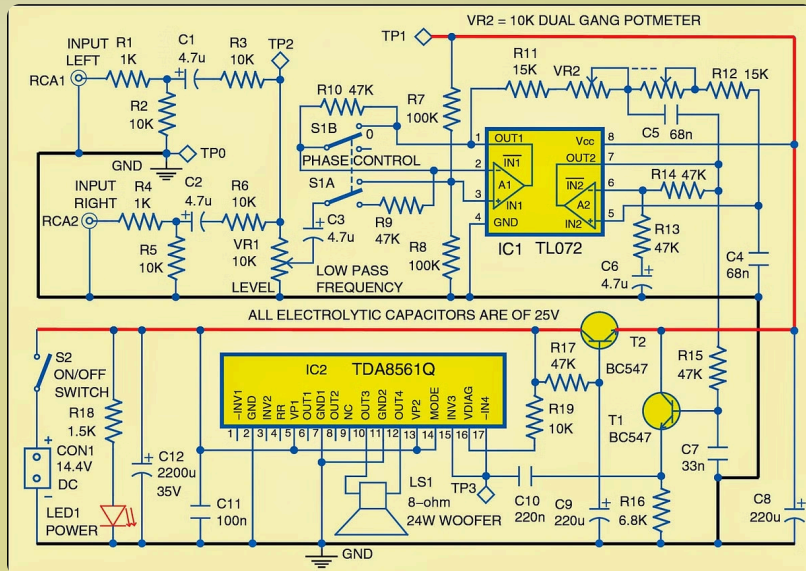 VR2 = 10K DUAL GANG POTMETER
INPUT
LEFT
RCA1
R1
1K
C1
4.7u
R3
10K
TP2
R2
10K
TP0
GND
INPUT
RIGHT
RCA2
R4
1K
C2
4.7u
R6
10K
R5
10K
VR1
10K
LEVEL
TP1
R10 47K
S1B
0
PHASE CONTROL
S1A
C3
4.7u
R9
47K
LOW PASS
FREQUENCY
R7
100K
R8
100K
R11
15K
VR2
R12 15K
C5
68n
1
OUT1
Vcc
8
OUT2
7
2
IN1
A1
3
IN1
4
GND
IN2
6
A2
IN2
5
IC1
TL072
R14 47K
R13
47K
C6
4.7u
C4
68n
ALL ELECTROLYTIC CAPACITORS ARE OF 25V
S2
ON/OFF
SWITCH
R18
1.5K
CON1
14.4V
DC
LED1
POWER
C12
2200u
35V
C11
100n
IC2
TDA8561Q
–INV1
GND
INV2
RR
VP1
OUT1
GND1
OUT2
NC
OUT3
GND2
OUT4
VP2
MODE
INV3
VDIAG
–IN4
1 2 3 4 5 6 7 8 9 10 11 12 13 14 15 16 17
LS1
8–ohm
24W WOOFER
TP3
C10
220n
R17
47K
R19
10K
T2
BC547
T1
BC547
R15
47K
C7
33n
C9
220u
R16
6.8K
C8
220u
GND